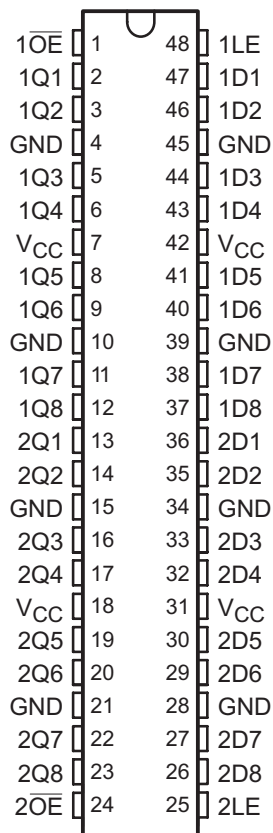 1O̅E̅ 1 48 1LE
1Q1 2 47 1D1
1Q2 3 46 1D2
GND 4 45 GND
1Q3 5 44 1D3
1Q4 6 43 1D4
VCC 7 42 VCC
1Q5 8 41 1D5
1Q6 9 40 1D6
GND 10 39 GND
1Q7 11 38 1D7
1Q8 12 37 1D8
2Q1 13 36 2D1
2Q2 14 35 2D2
GND 15 34 GND
2Q3 16 33 2D3
2Q4 17 32 2D4
VCC 18 31 VCC
2Q5 19 30 2D5
2Q6 20 29 2D6
GND 21 28 GND
2Q7 22 27 2D7
2Q8 23 26 2D8
2O̅E̅ 24 25 2LE